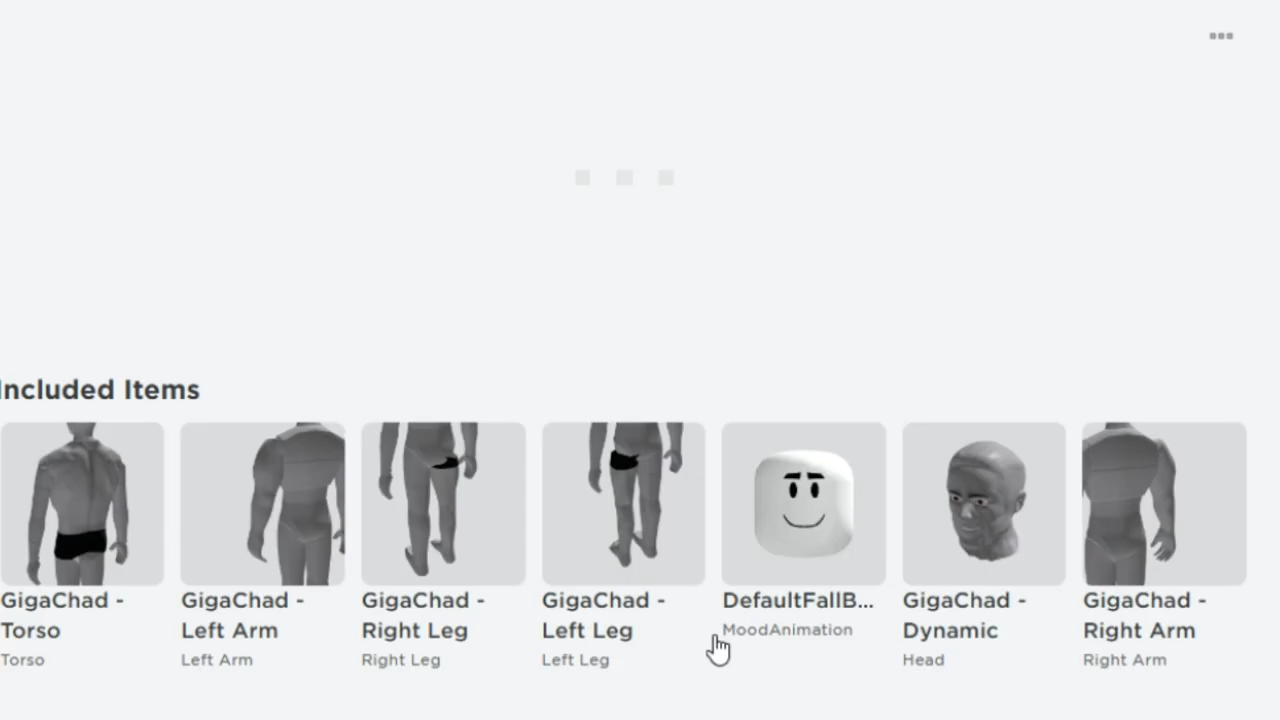 Included Items
GigaChad -
Torso
Torso
GigaChad -
Left Arm
Left Arm
GigaChad -
Right Leg
Right Leg
GigaChad -
Left Leg
Left Leg
DefaultFallB...
MoodAnimation
GigaChad -
Dynamic
Head
GigaChad -
Right Arm
Right Arm